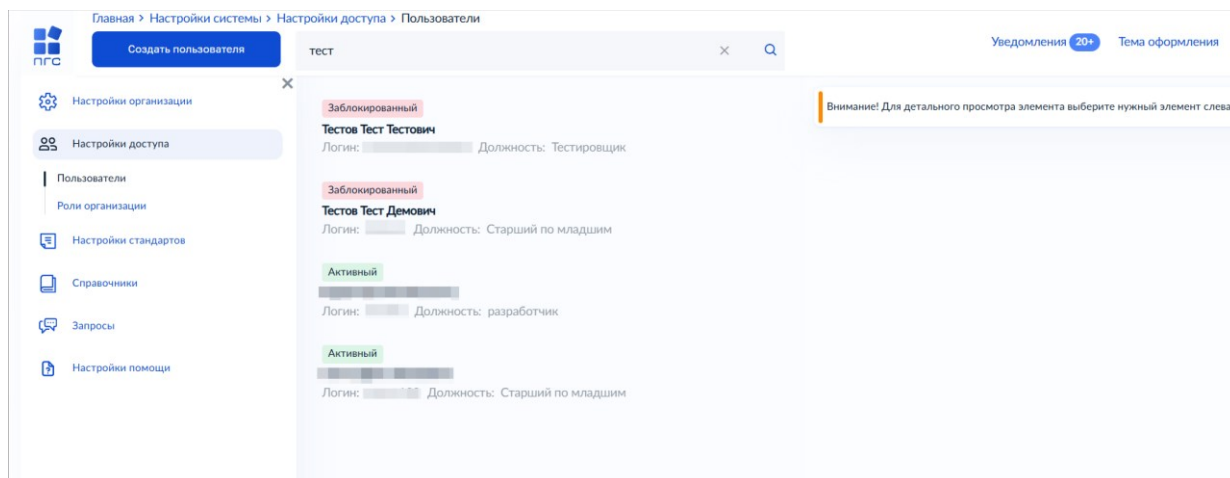 Главная > Настройки системы > Настройки доступа > Пользователи
пгс
Создать пользователя
тест
Уведомления 20+
Тема оформления
Настройки организации
Настройки доступа
Пользователи
Роли организации
Настройки стандартов
Справочники
Запросы
Настройки помощи
Заблокированный
Тестов Тест Тестович
Логин: Должность: Тестировщик
Заблокированный
Тестов Тест Демович
Логин: Должность: Старший по младшим
Активный
Логин: Должность: разработчик
Активный
Логин: Должность: Старший по младшим
Внимание! Для детального просмотра элемента выберите нужный элемент слева